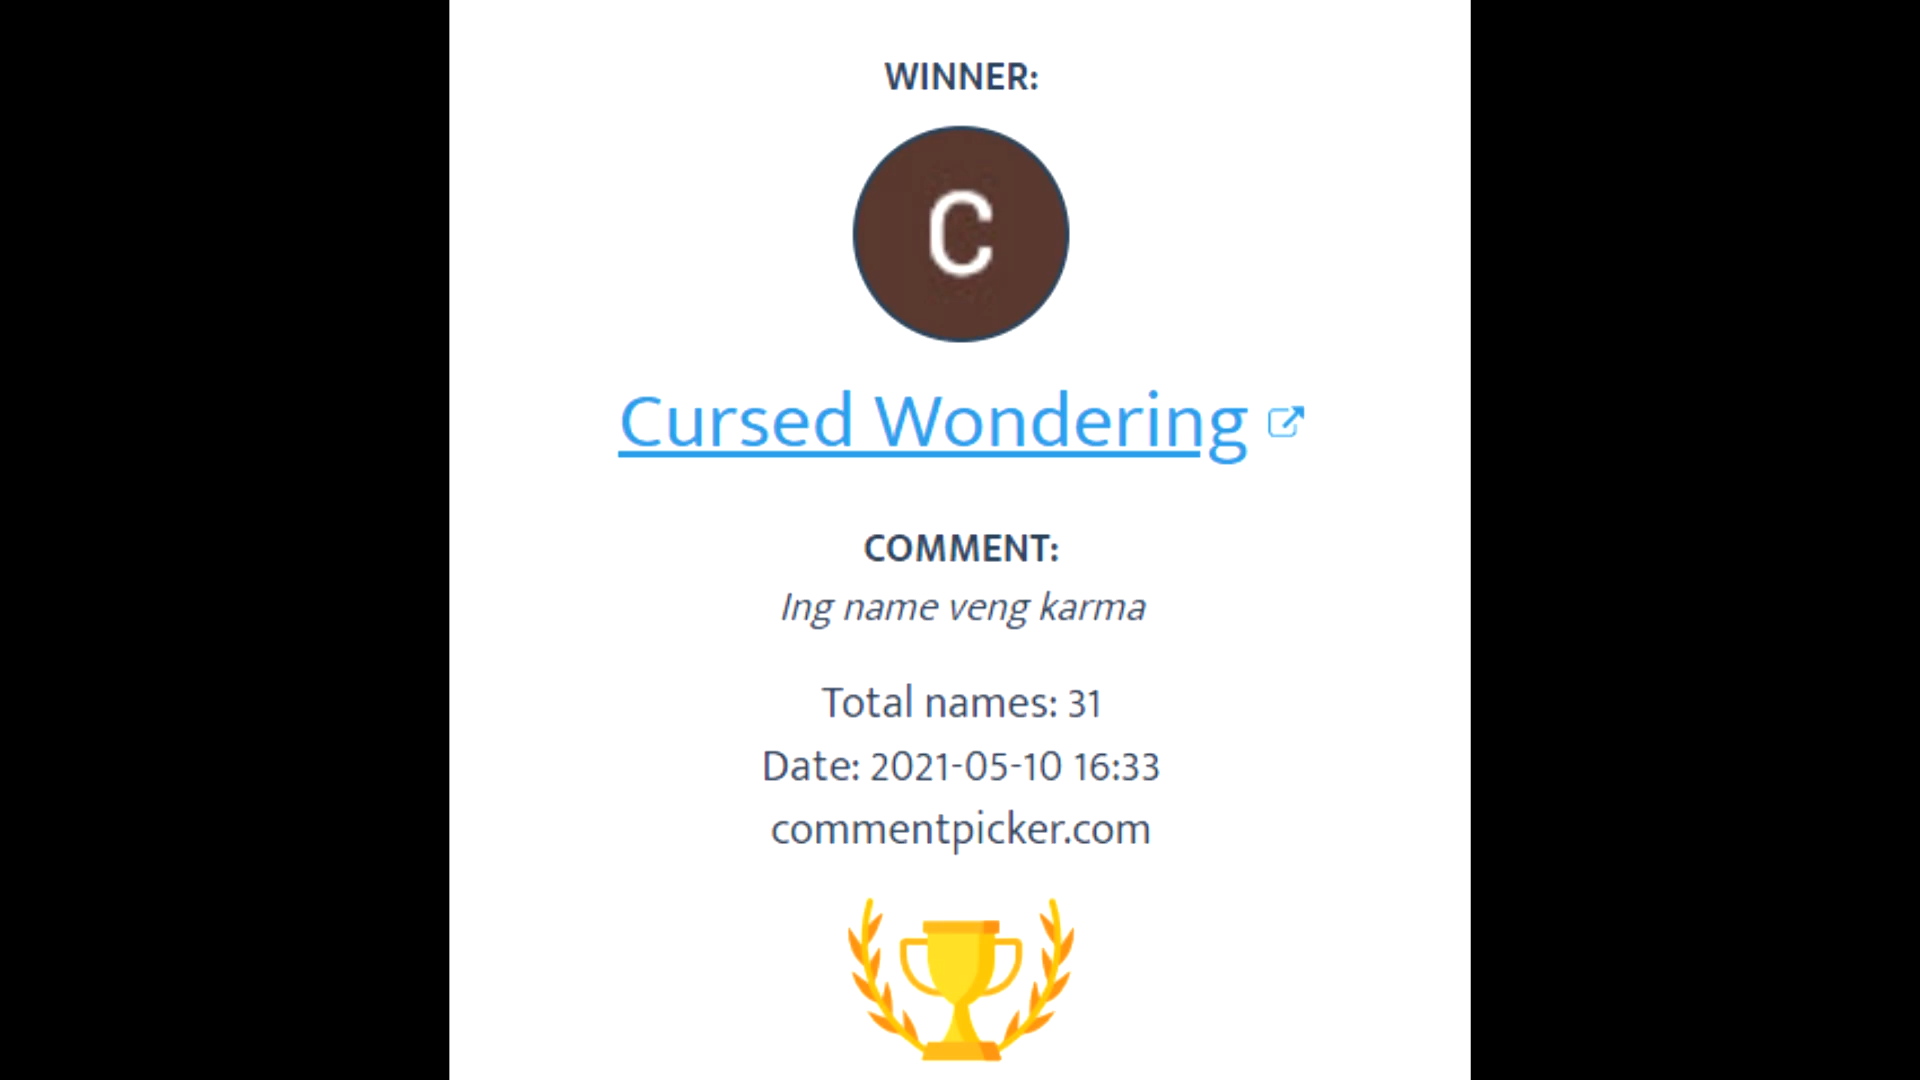 WINNER:
C
Cursed Wondering
COMMENT:
Ing name veng karma
Total names: 31
Date: 2021-05-10 16:33
commentpicker.com